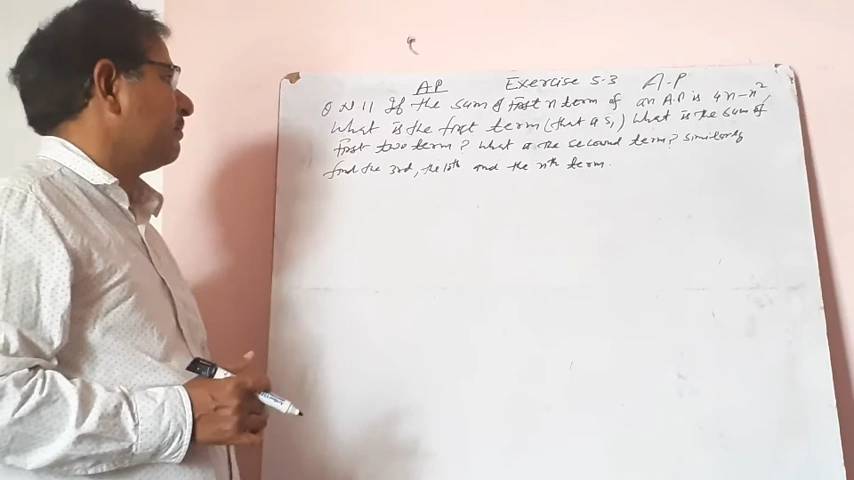 AP Exercise 5.3 A.P
Q N 11 If the sum of first n term of an A.P is 4n-n²,
What is the first term (that is S₁) What is the sum of
first two term? What is the second term? similarly
find the 3rd, the 10th and the nth term.